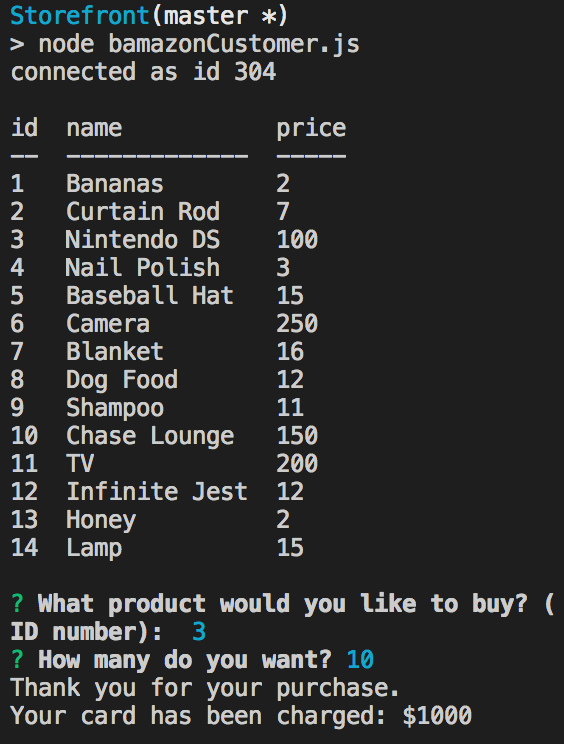 Storefront(master *)
> node bamazonCustomer.js
connected as id 304
id  name           price
--  -------------  -----
1   Bananas        2
2   Curtain Rod    7
3   Nintendo DS    100
4   Nail Polish    3
5   Baseball Hat   15
6   Camera         250
7   Blanket        16
8   Dog Food       12
9   Shampoo        11
10  Chase Lounge   150
11  TV             200
12  Infinite Jest  12
13  Honey          2
14  Lamp           15
? What product would you like to buy? (
ID number):  3
? How many do you want? 10
Thank you for your purchase.
Your card has been charged: $1000